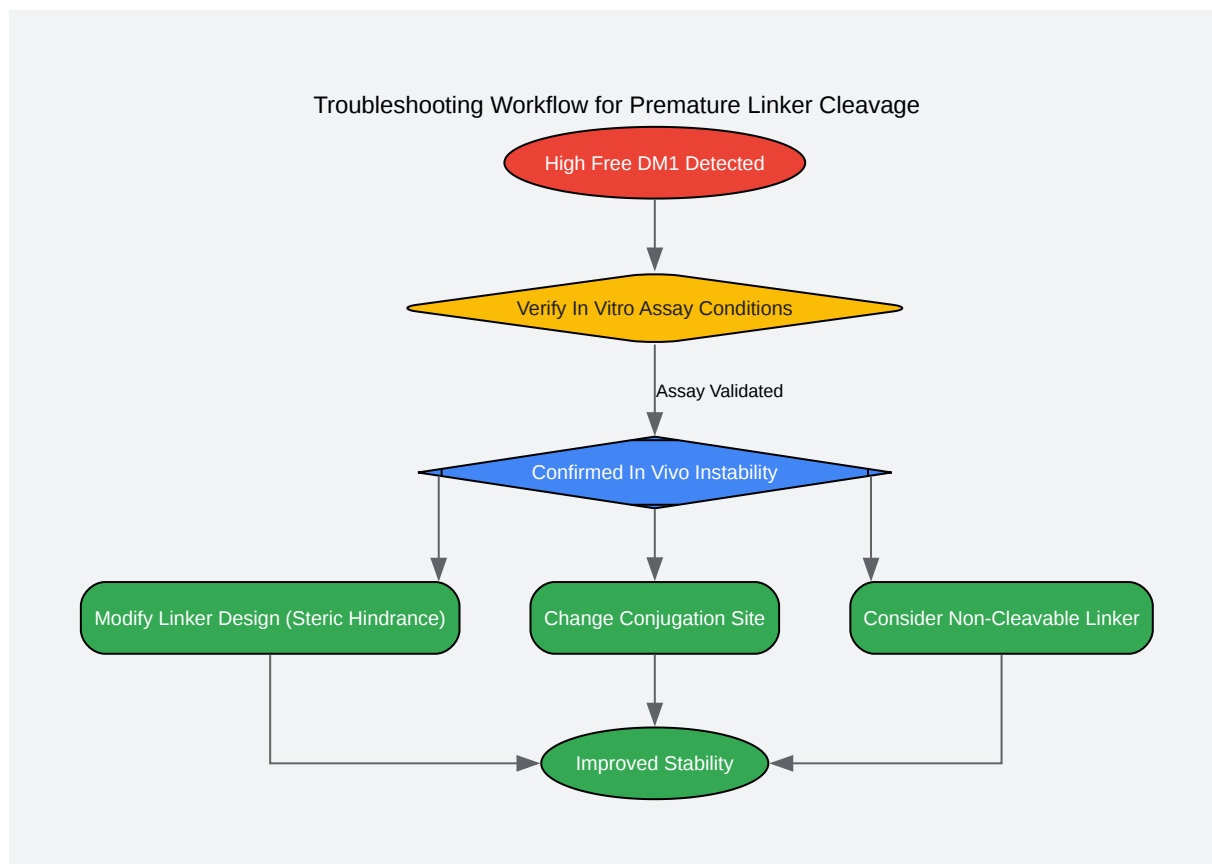 Troubleshooting Workflow for Premature Linker Cleavage
High Free DM1 Detected
Verify In Vitro Assay Conditions
Assay Validated
Confirmed In Vivo Instability
Modify Linker Design (Steric Hindrance)
Change Conjugation Site
Consider Non-Cleavable Linker
Improved Stability